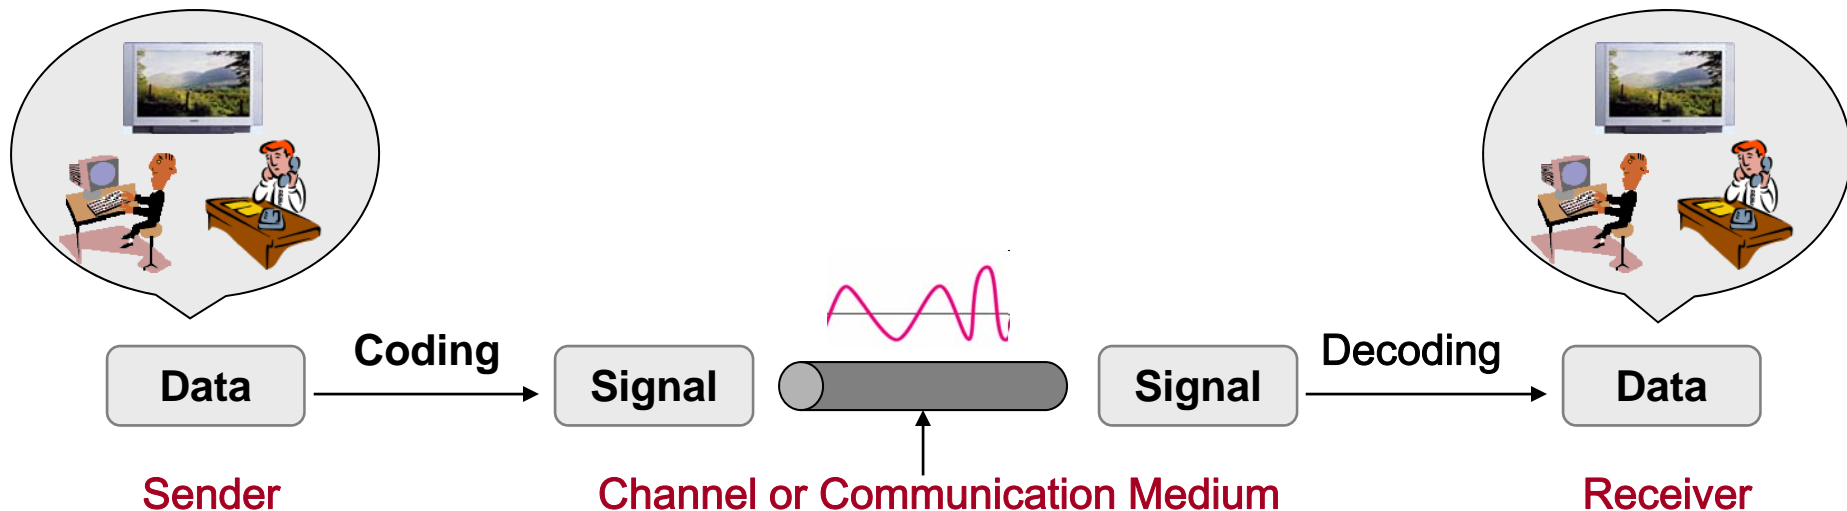 Coding
Decoding
Data
Signal
Signal
Data
Sender
Channel or Communication Medium
Receiver